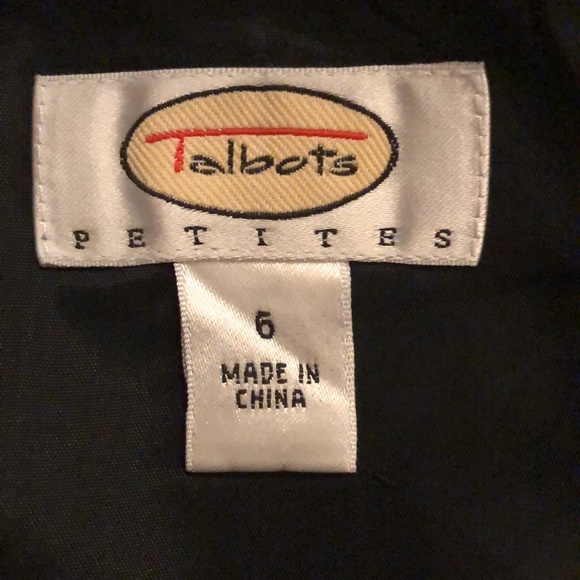 Talbots
PETITES
6
MADE IN
CHINA